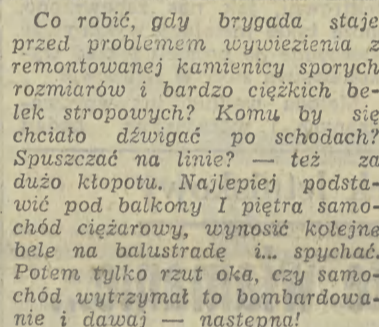 Co robić, gdy brygada staje
przed problemem wywiezienia z
remontowanej kamienicy sporych
rozmiarów i bardzo ciężkich be-
lek stropowych? Komu by się
chciało dźwigać po schodach?
Spuszczać na linie? — też za
dużo kłopotu. Najlepiej podsta-
wić pod balkony I piętra samo-
chód ciężarowy, wynosić kolejne
bele na balustradę i... spychać.
Potem tylko rzut oka, czy samo-
chód wytrzymał to bombardowa-
nie i dawaj — następna!